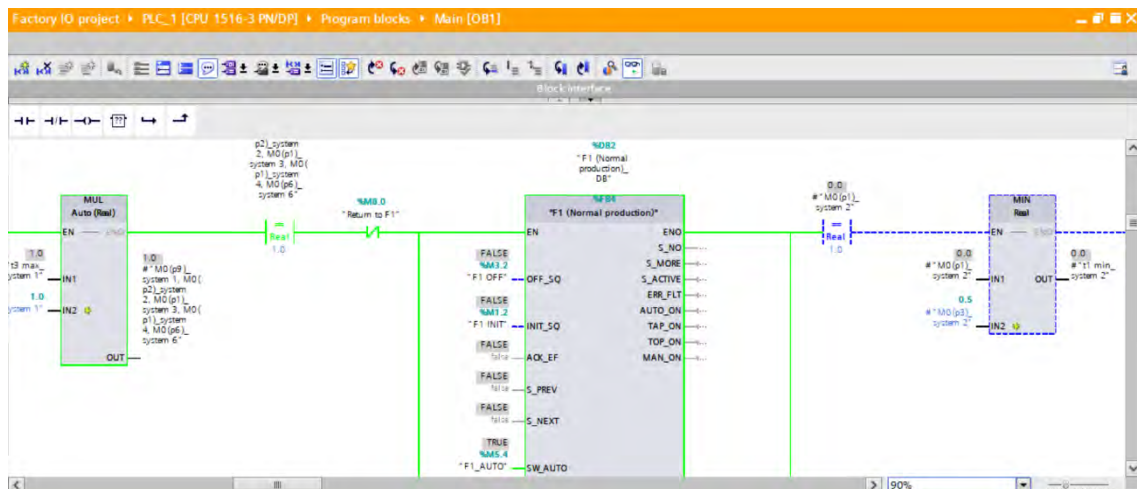 Factory IO project ▸ PLC_1 [CPU 1516-3 PN/DP] ▸ Program blocks ▸ Main [OB1]
Block interface
MUL
Auto (Real)
EN
ENO
1.0
"t3 max_
system 1"
IN1
1.0
system 1"
IN2
1.0
#"M0(p9)_
system 1, M0(
p2)_system
2, M0(p1)_
system 3, M0(
p1)_system
4, M0(p6)_
system 6"
OUT
p2)_system
2, M0(p1)_
system 3, M0(
p1)_system
4, M0(p6)_
system 6"
==
Real
1.0
%M8.0
"Return to F1"
%DB2
"F1 (Normal
production)_
DB"
%FB4
"F1 (Normal production)"
EN
ENO
S_NO
S_MORE
S_ACTIVE
ERR_FLT
AUTO_ON
TAP_ON
TOP_ON
MAN_ON
FALSE
%M3.2
"F1 OFF"
OFF_SQ
FALSE
%M1.2
"F1 INIT"
INIT_SQ
FALSE
false
ACK_EF
FALSE
false
S_PREV
FALSE
false
S_NEXT
TRUE
%M5.4
"F1_AUTO"
SW_AUTO
0.0
#"M0(p1)_
system 2"
==
Real
1.0
MIN
Real
EN
ENO
0.0
#"M0(p1)_
system 2"
IN1
0.5
#"M0(p3)_
system 2"
IN2
OUT
0.0
#"t1 min_
system 2"
90%